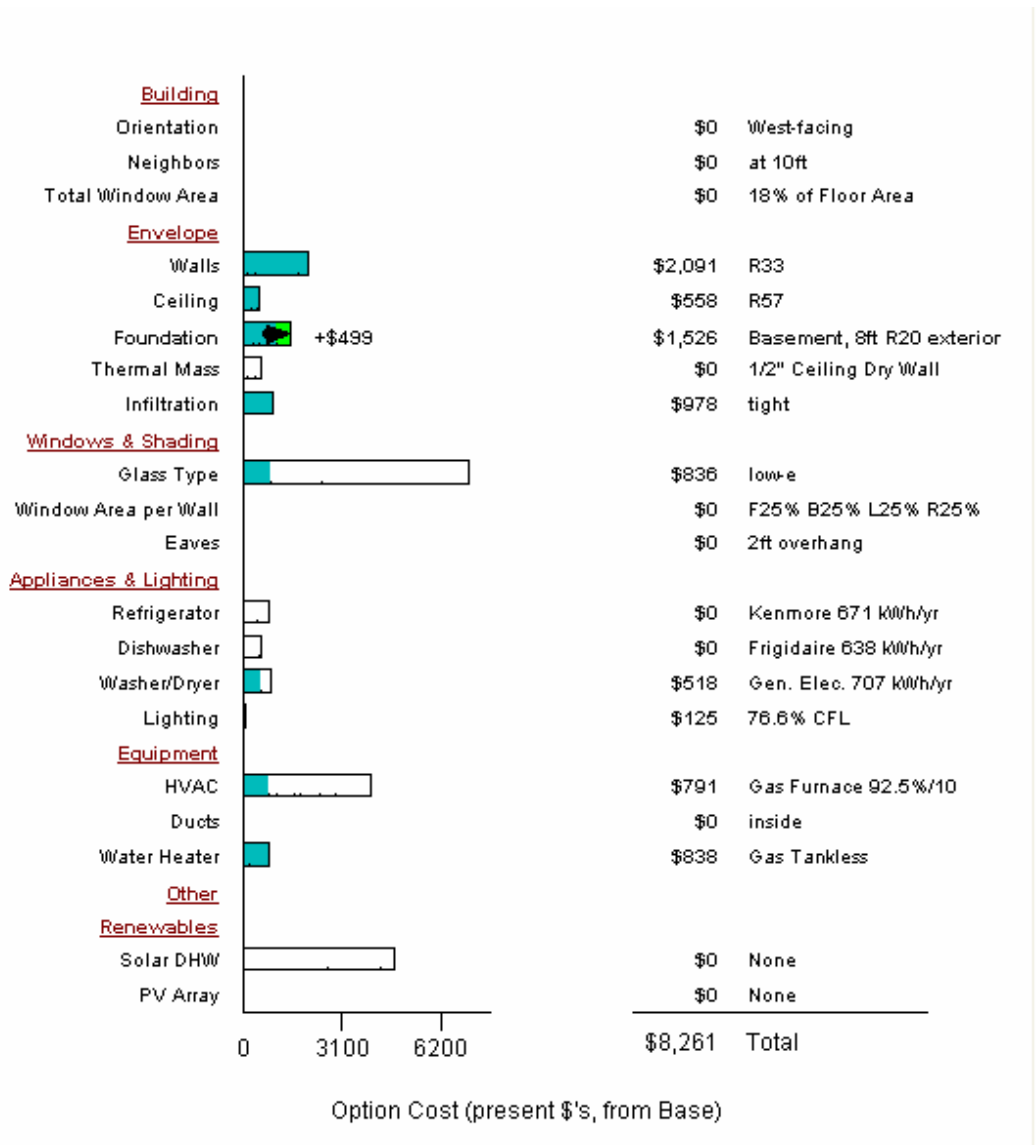 Building
Orientation $0 West-facing
Neighbors $0 at 10ft
Total Window Area $0 18% of Floor Area
Envelope
Walls $2,091 R33
Ceiling $558 R57
Foundation +$499 $1,526 Basement, 8ft R20 exterior
Thermal Mass $0 1/2" Ceiling Dry Wall
Infiltration $978 tight
Windows & Shading
Glass Type $836 low-e
Window Area per Wall $0 F25% B25% L25% R25%
Eaves $0 2ft overhang
Appliances & Lighting
Refrigerator $0 Kenmore 671 kWh/yr
Dishwasher $0 Frigidaire 638 kWh/yr
Washer/Dryer $518 Gen. Elec. 707 kWh/yr
Lighting $125 76.6% CFL
Equipment
HVAC $791 Gas Furnace 92.5%/10
Ducts $0 inside
Water Heater $838 Gas Tankless
Other
Renewables
Solar DHW $0 None
PV Array $0 None
0 3100 6200 $8,261 Total
Option Cost (present $'s, from Base)